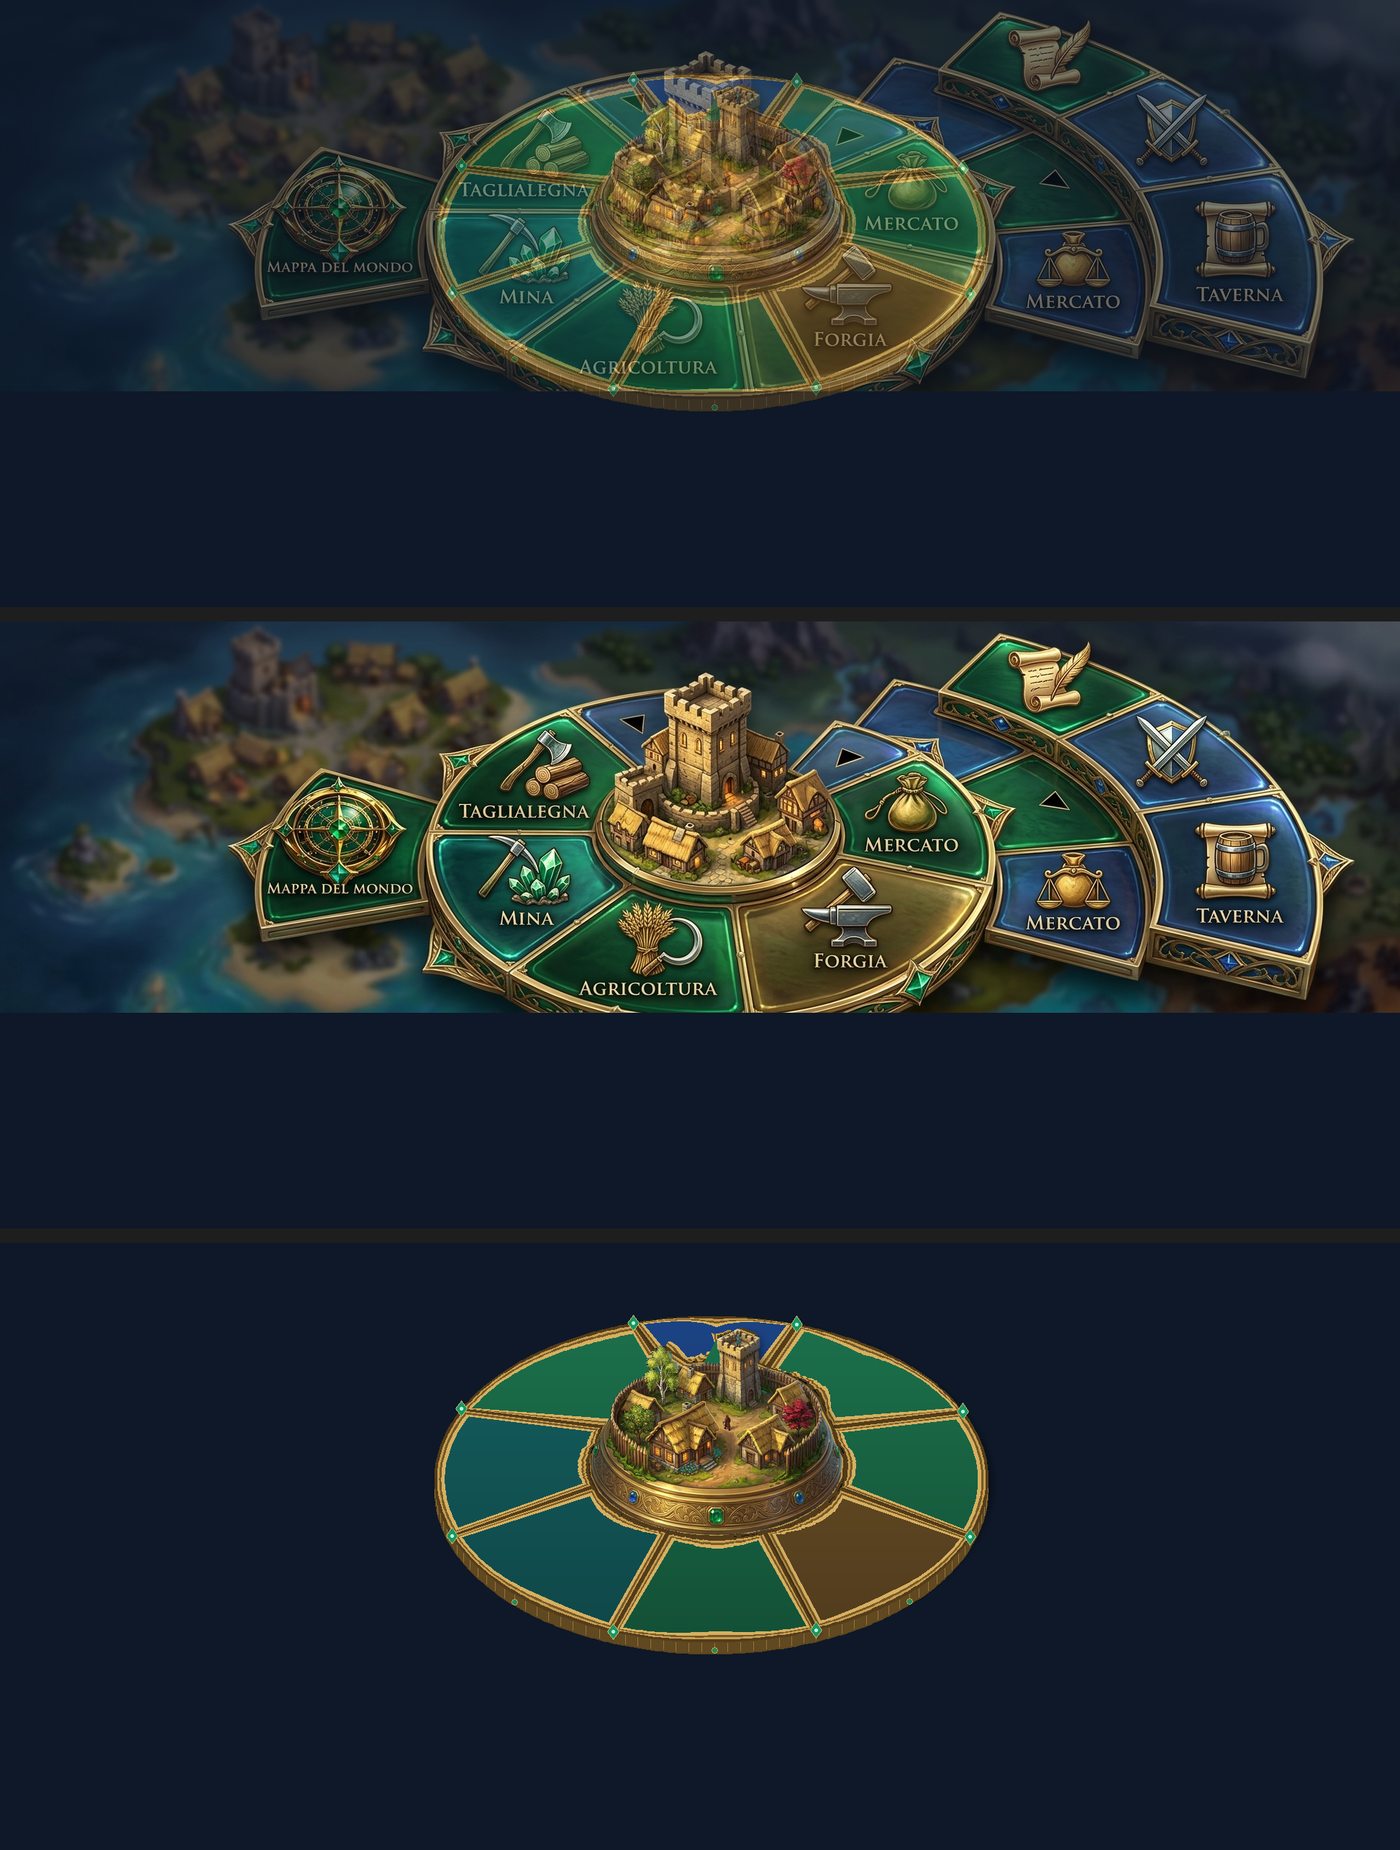 TAGLIALEGNA
MERCATO
MAPPA DEL MONDO
MINA
MERCATO
TAVERNA
FORGIA
AGRICOLTURA
TAGLIALEGNA
MERCATO
MAPPA DEL MONDO
MINA
MERCATO
TAVERNA
FORGIA
AGRICOLTURA